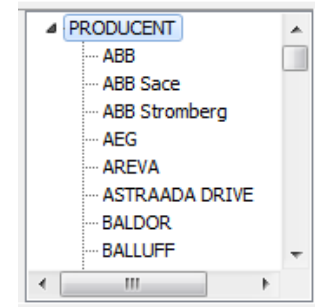 PRODUCENT
ABB
ABB Sace
ABB Stromberg
AEG
AREVA
ASTRAADA DRIVE
BALDOR
BALLUFF